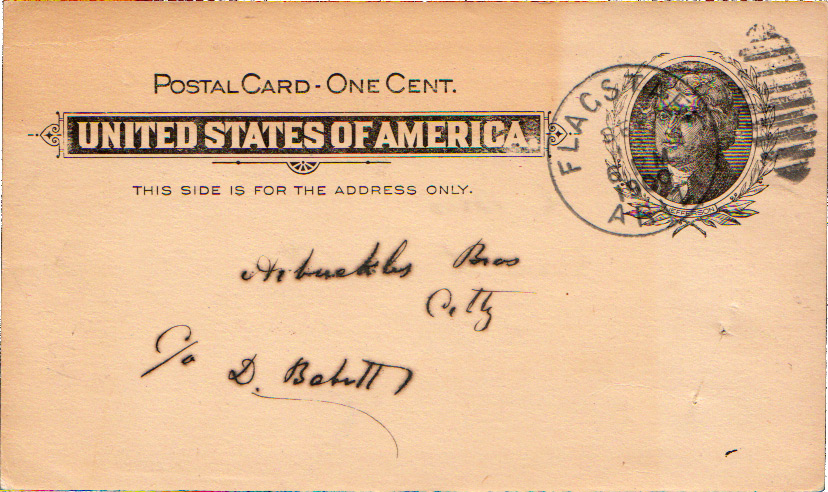 POSTAL CARD - ONE CENT.
UNITED STATES OF AMERICA.
THIS SIDE IS FOR THE ADDRESS ONLY.
FLAGST
Arbuckles Bros
City
c/o D. Babbitt